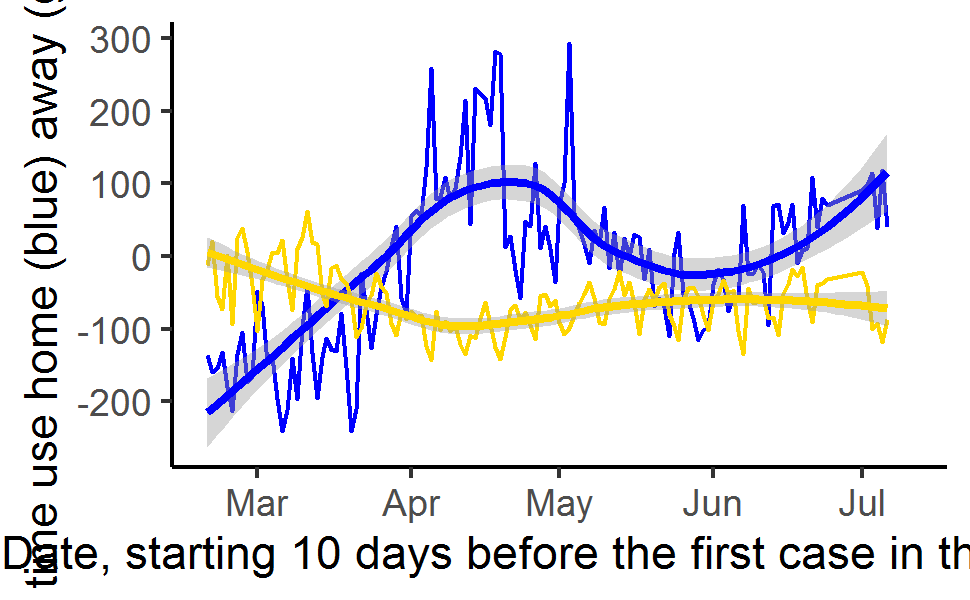 time use home (blue) away (
300
200
100
0
-100
-200
Mar Apr May Jun Jul
Date, starting 10 days before the first case in th